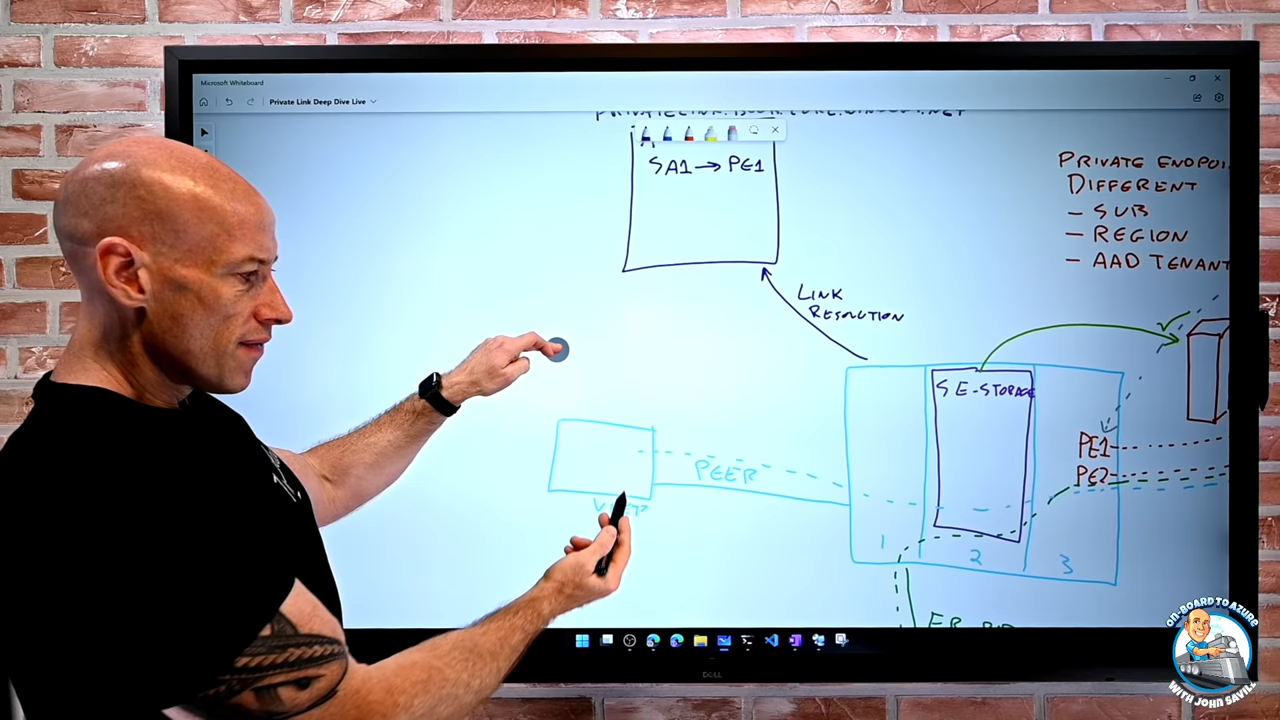 Microsoft Whiteboard
Private Link Deep Dive Live
SA1 → PE1
PRIVATE
DIFFERENT
- SUB
- REGION
- AAD TENANT
LINK
RESOLUTION
SE-STORAGE
PE1
PE2
PEER
1
2
3
DELL
ON-BOARD TO AZURE
WITH JOHN SAVILL